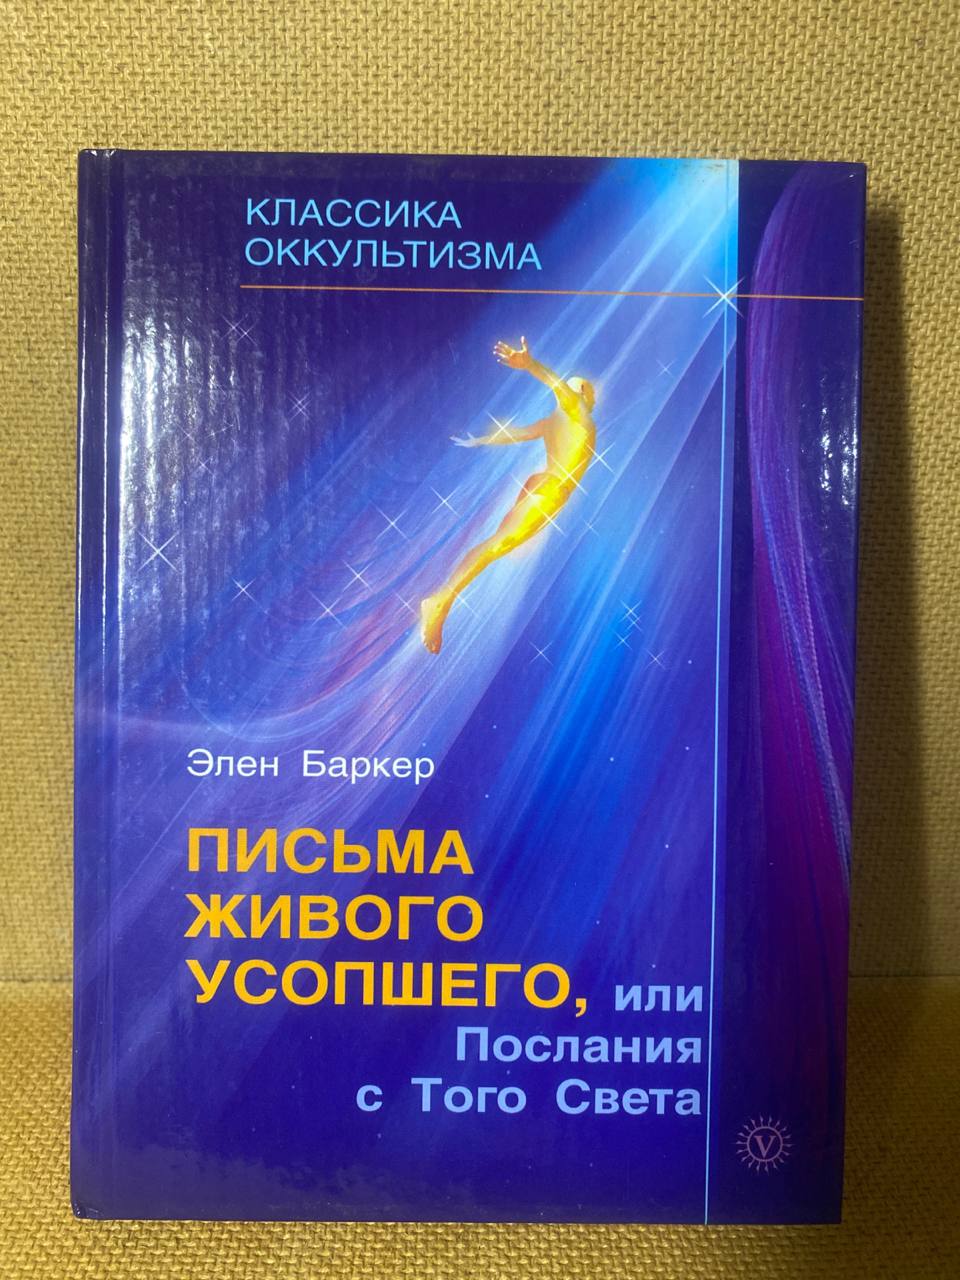 КЛАССИКА
ОККУЛЬТИЗМА
Элен Баркер
ПИСЬМА
ЖИВОГО
УСОПШЕГО, или
Послания
с Того Света
V